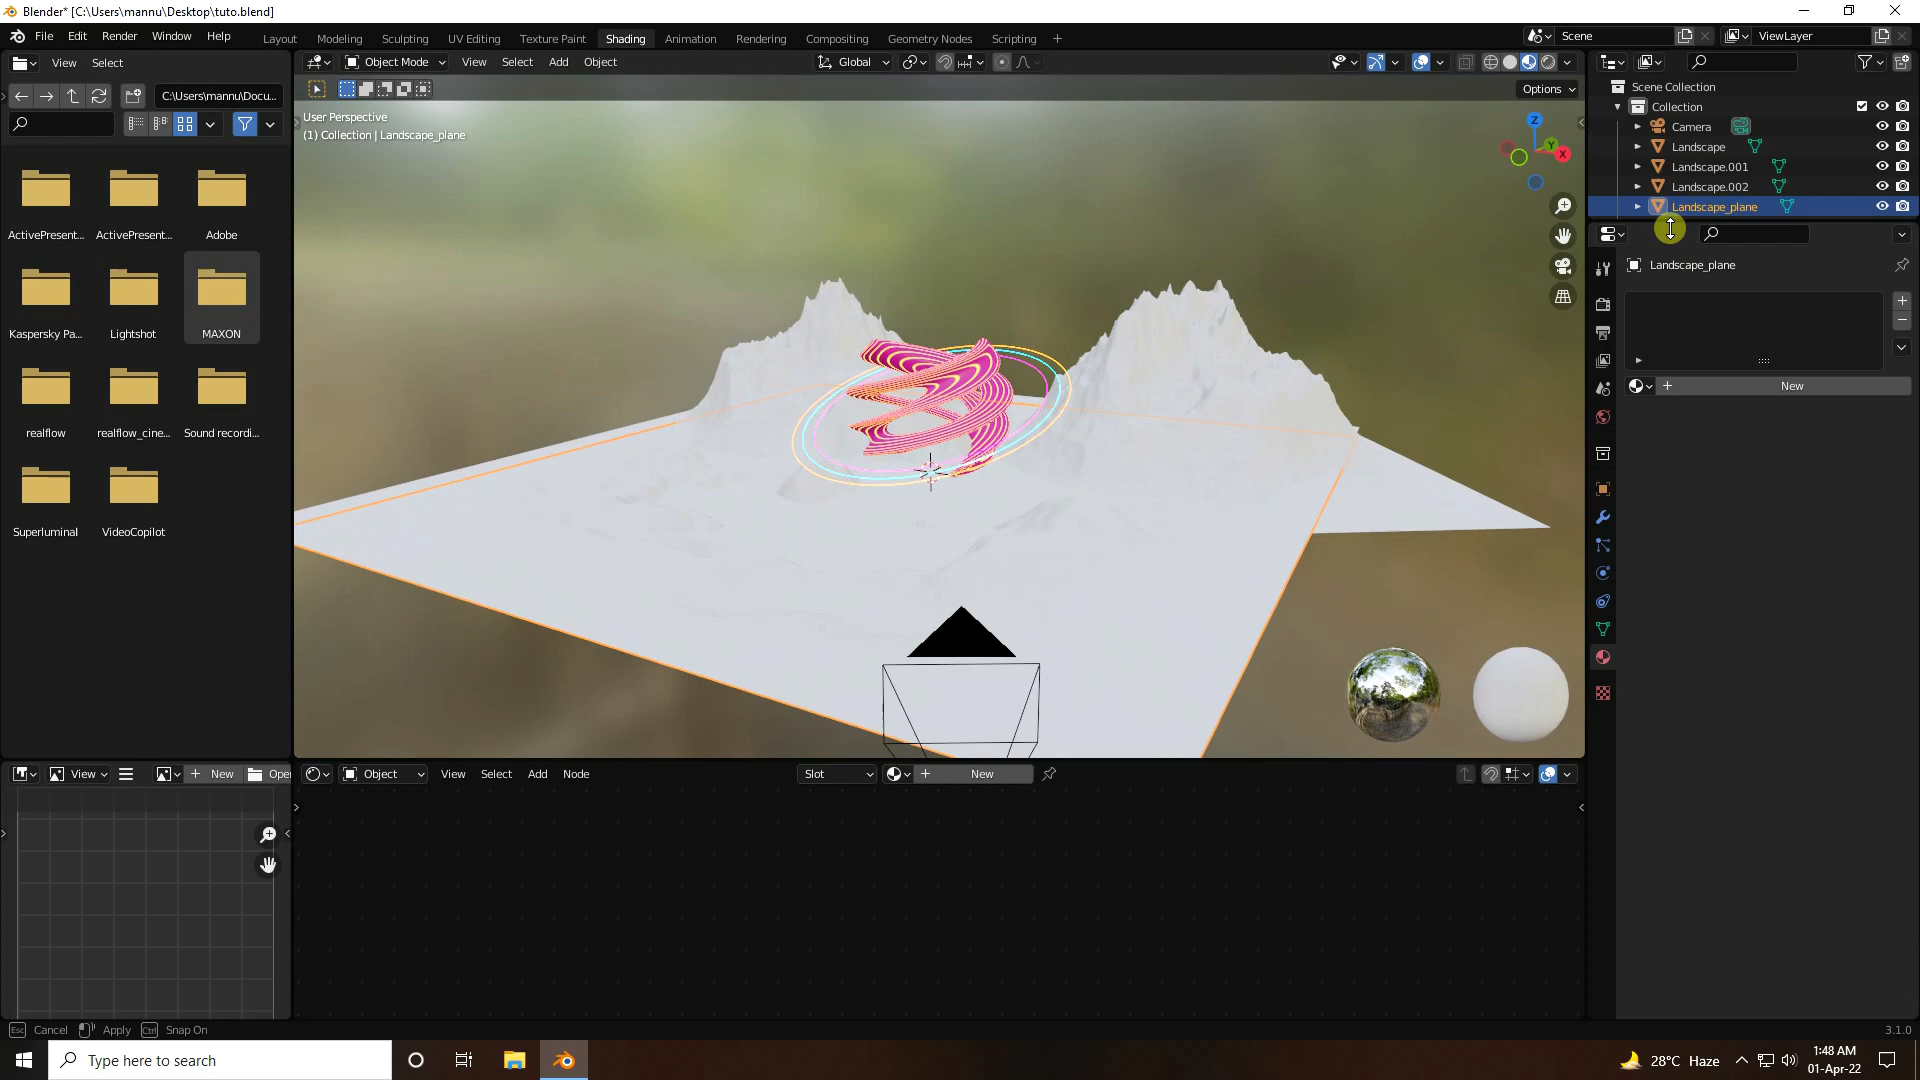 Blender* [C:\Users\mannu\Desktop\tuto.blend]
File Edit Render Window Help
Layout Modeling Sculpting UV Editing Texture Paint Shading Animation Rendering Compositing Geometry Nodes Scripting
Scene
ViewLayer
View Select
Object Mode View Select Add Object
Global
C:\Users\mannu\Docu...
Options
User Perspective
(1) Collection | Landscape_plane
Z
Y
X
Scene Collection
Collection
Camera
Landscape
Landscape.001
Landscape.002
Landscape_plane
Landscape_plane
New
ActivePresent...
ActivePresent...
Adobe
Kaspersky Pa...
Lightshot
MAXON
realflow
realflow_cine...
Sound recordi...
Superluminal
VideoCopilot
View New Open
Object View Select Add Node
Slot
New
Esc Cancel Apply Ctrl Snap On
3.1.0
Type here to search
28°C Haze
1:48 AM
01-Apr-22